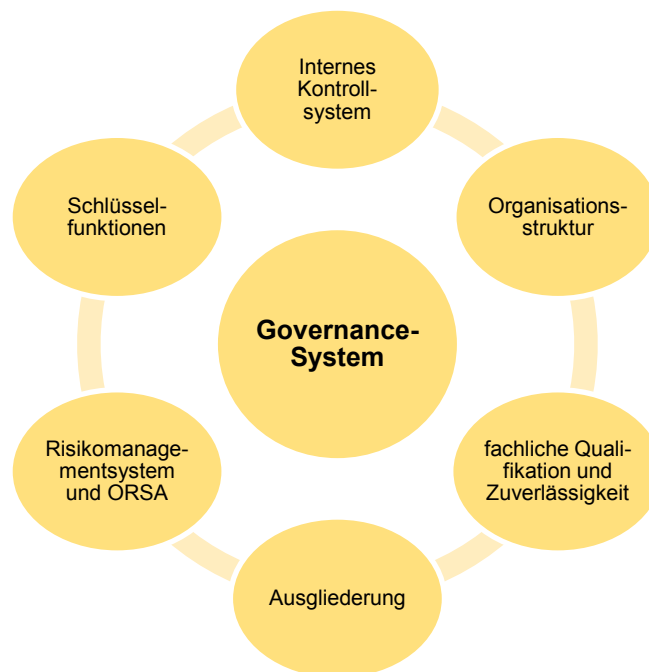 Internes
Kontroll-
system
Schlüssel-
funktionen
Organisations-
struktur
Governance-
System
Risikomanage-
mentsystem
und ORSA
fachliche Quali-
fikation und
Zuverlässigkeit
Ausgliederung